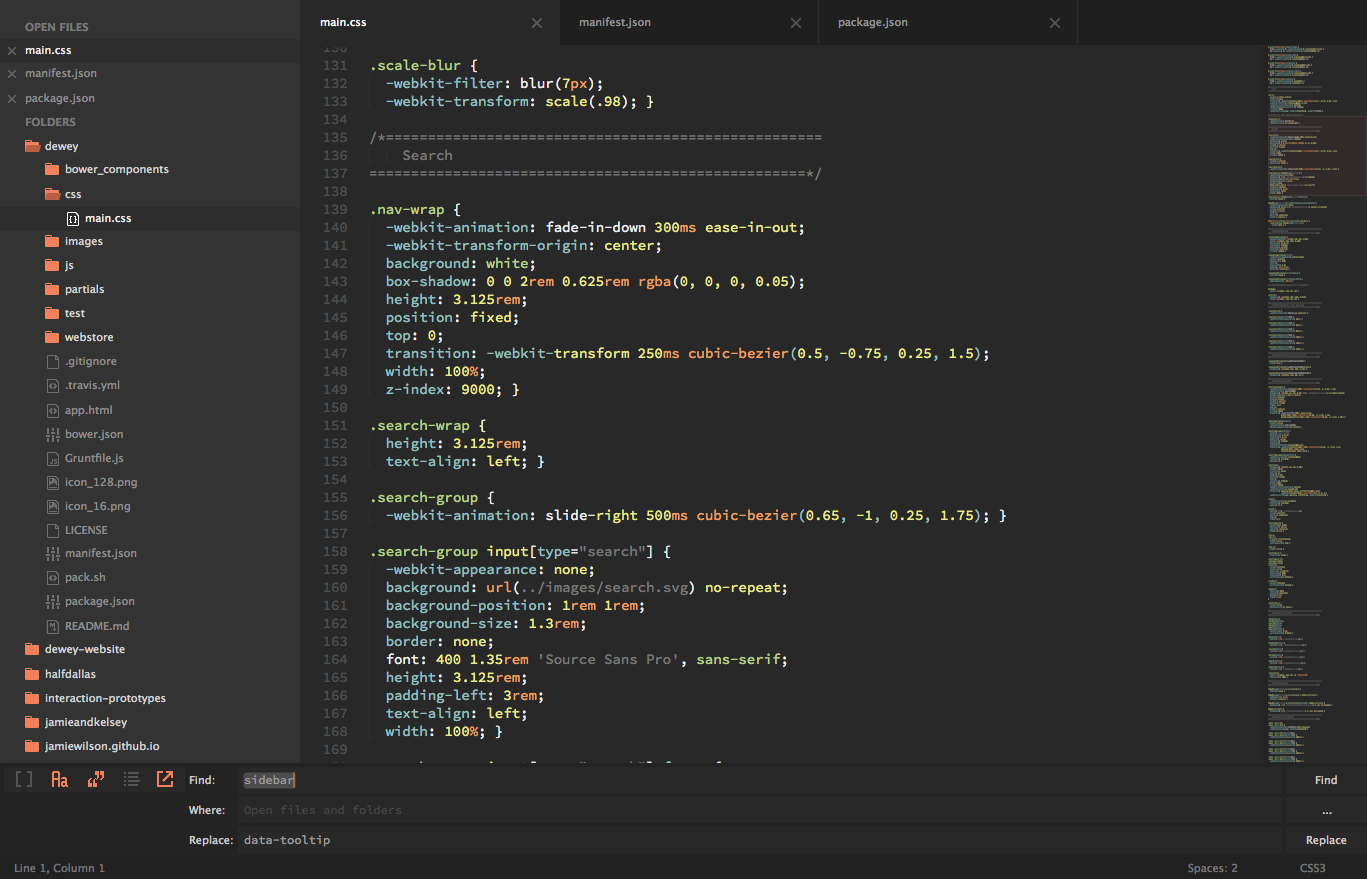 OPEN FILES
main.css
manifest.json
package.json
FOLDERS
dewey
bower_components
css
main.css
images
js
partials
test
webstore
.gitignore
.travis.yml
app.html
bower.json
Gruntfile.js
icon_128.png
icon_16.png
LICENSE
manifest.json
pack.sh
package.json
README.md
dewey-website
halfdallas
interaction-prototypes
jamieandkelsey
jamiewilson.github.io
main.css
manifest.json
package.json
130
131 .scale-blur {
132 -webkit-filter: blur(7px);
133 -webkit-transform: scale(.98); }
134
135 /*====================================================
136 Search
137 ====================================================*/
138
139 .nav-wrap {
140 -webkit-animation: fade-in-down 300ms ease-in-out;
141 -webkit-transform-origin: center;
142 background: white;
143 box-shadow: 0 0 2rem 0.625rem rgba(0, 0, 0, 0.05);
144 height: 3.125rem;
145 position: fixed;
146 top: 0;
147 transition: -webkit-transform 250ms cubic-bezier(0.5, -0.75, 0.25, 1.5);
148 width: 100%;
149 z-index: 9000; }
150
151 .search-wrap {
152 height: 3.125rem;
153 text-align: left; }
154
155 .search-group {
156 -webkit-animation: slide-right 500ms cubic-bezier(0.65, -1, 0.25, 1.75); }
157
158 .search-group input[type="search"] {
159 -webkit-appearance: none;
160 background: url(../images/search.svg) no-repeat;
161 background-position: 1rem 1rem;
162 background-size: 1.3rem;
163 border: none;
164 font: 400 1.35rem 'Source Sans Pro', sans-serif;
165 height: 3.125rem;
166 padding-left: 3rem;
167 text-align: left;
168 width: 100%; }
169
Find: sidebar Find
Where: Open files and folders ...
Replace: data-tooltip Replace
Line 1, Column 1 Spaces: 2 CSS3